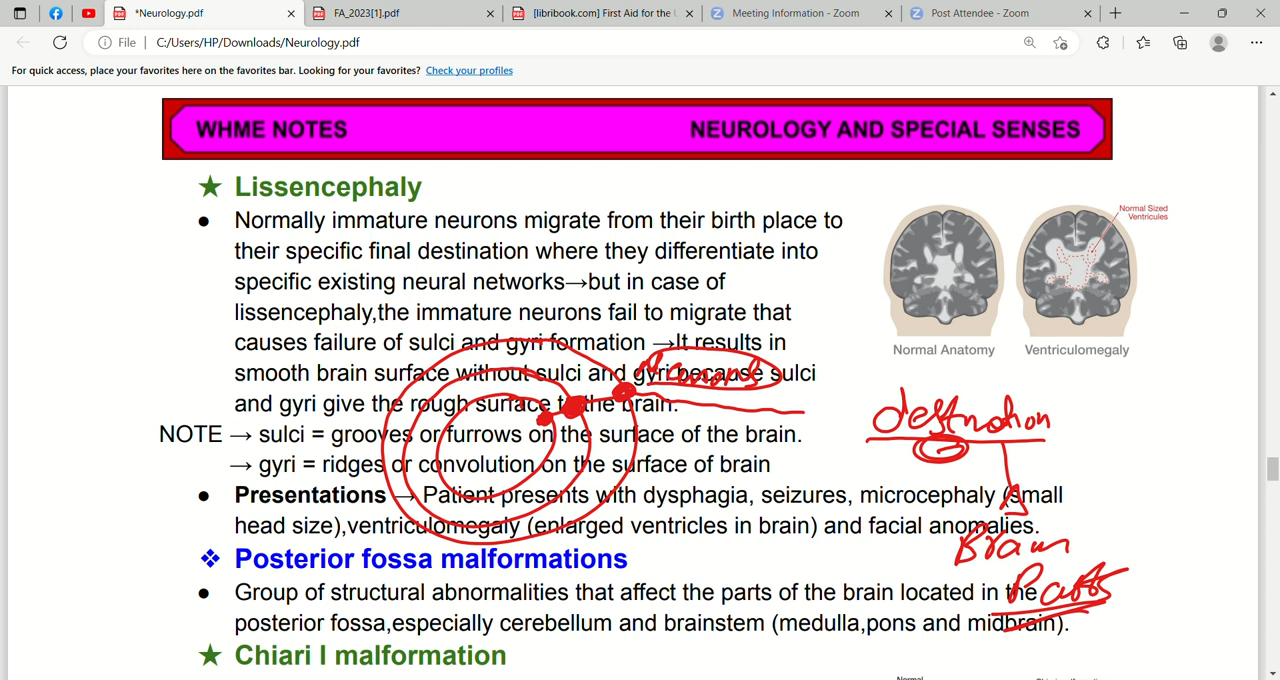 *Neurology.pdf
FA_2023[1].pdf
[libribook.com] First Aid for the U
Meeting Information - Zoom
Post Attendee - Zoom
File
C:/Users/HP/Downloads/Neurology.pdf
For quick access, place your favorites here on the favorites bar. Looking for your favorites? Check your profiles
WHME NOTES NEUROLOGY AND SPECIAL SENSES
★ Lissencephaly
● Normally immature neurons migrate from their birth place to
their specific final destination where they differentiate into
specific existing neural networks→but in case of
lissencephaly,the immature neurons fail to migrate that
causes failure of sulci and gyri formation →It results in
smooth brain surface without sulci and gyri because sulci
and gyri give the rough surface to the brain.
NOTE → sulci = grooves or furrows on the surface of the brain.
→ gyri = ridges or convolution on the surface of brain
● Presentations → Patient presents with dysphagia, seizures, microcephaly (small
head size),ventriculomegaly (enlarged ventricles in brain) and facial anomalies.
❖ Posterior fossa malformations
● Group of structural abnormalities that affect the parts of the brain located in the
posterior fossa,especially cerebellum and brainstem (medulla,pons and midbrain).
★ Chiari I malformation
Normal Sized
Ventricules
Normal Anatomy
Ventriculomegaly
Brain
Parts
Normal